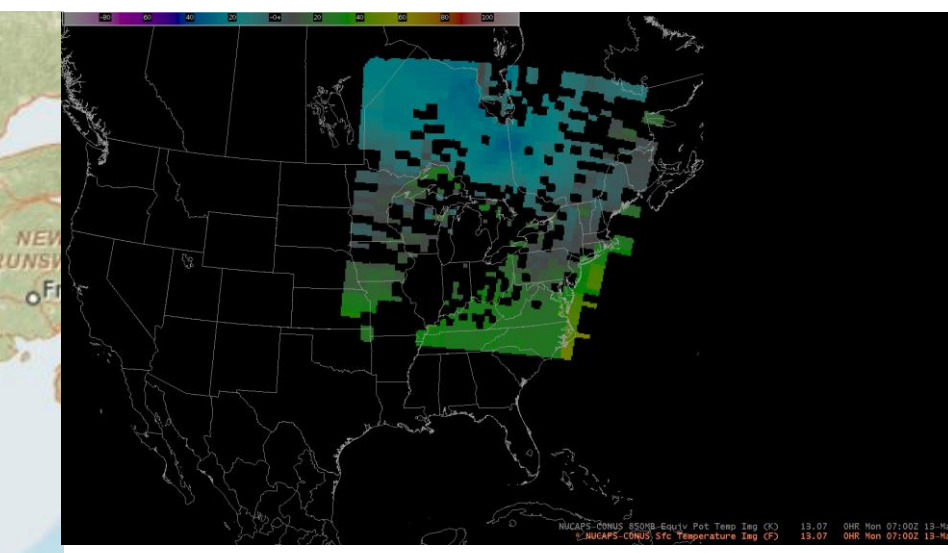 -80 60 40 20 -0+ 20 40 60 80 100
NEW
RUNSW
Fr
NUCAPS-CONUS 850MB Equiv Pot Temp Img (K) 13.07 0HR Mon 07:00Z 13-Ma
* NUCAPS-CONUS Sfc Temperature Img (F) 13.07 0HR Mon 07:00Z 13-Ma